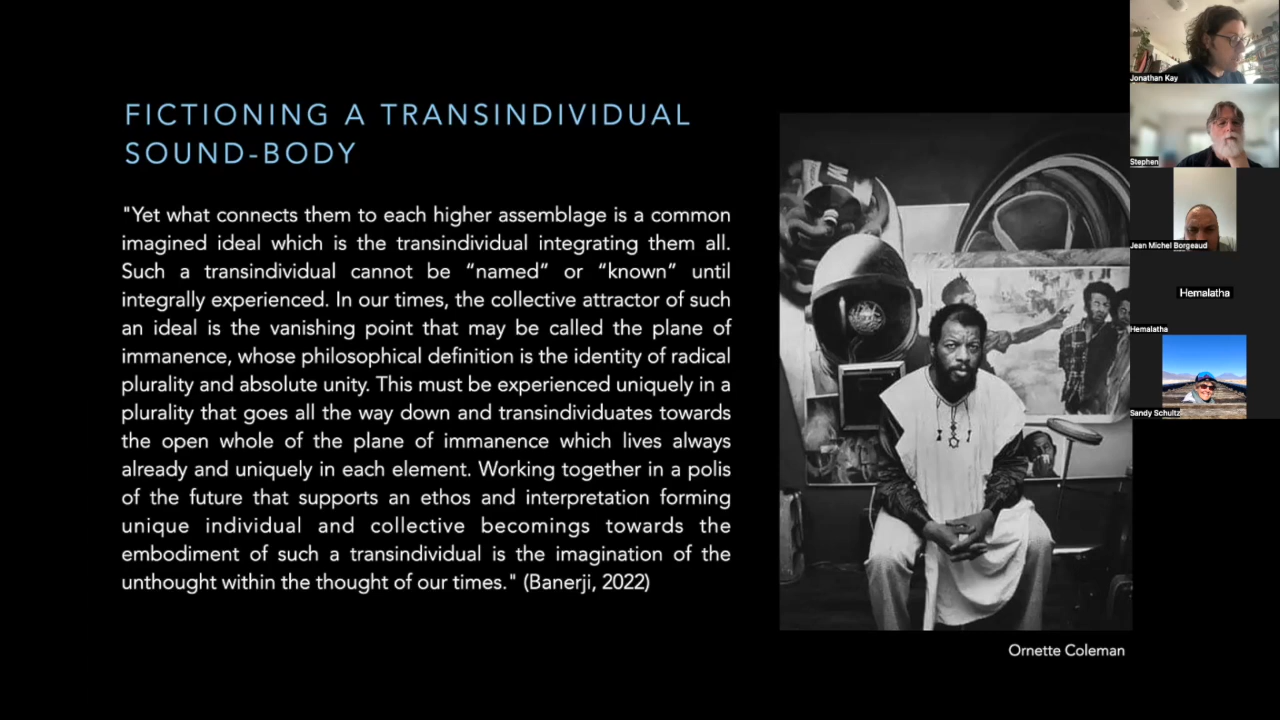 FICTIONING A TRANSINDIVIDUAL
SOUND-BODY
"Yet what connects them to each higher assemblage is a common
imagined ideal which is the transindividual integrating them all.
Such a transindividual cannot be “named” or “known” until
integrally experienced. In our times, the collective attractor of such
an ideal is the vanishing point that may be called the plane of
immanence, whose philosophical definition is the identity of radical
plurality and absolute unity. This must be experienced uniquely in a
plurality that goes all the way down and transindividuates towards
the open whole of the plane of immanence which lives always
already and uniquely in each element. Working together in a polis
of the future that supports an ethos and interpretation forming
unique individual and collective becomings towards the
embodiment of such a transindividual is the imagination of the
unthought within the thought of our times." (Banerji, 2022)
Ornette Coleman
Jonathan Kay
Stephen
Jean Michel Borgeaud
Hemalatha
Hemalatha
Sandy Schultz